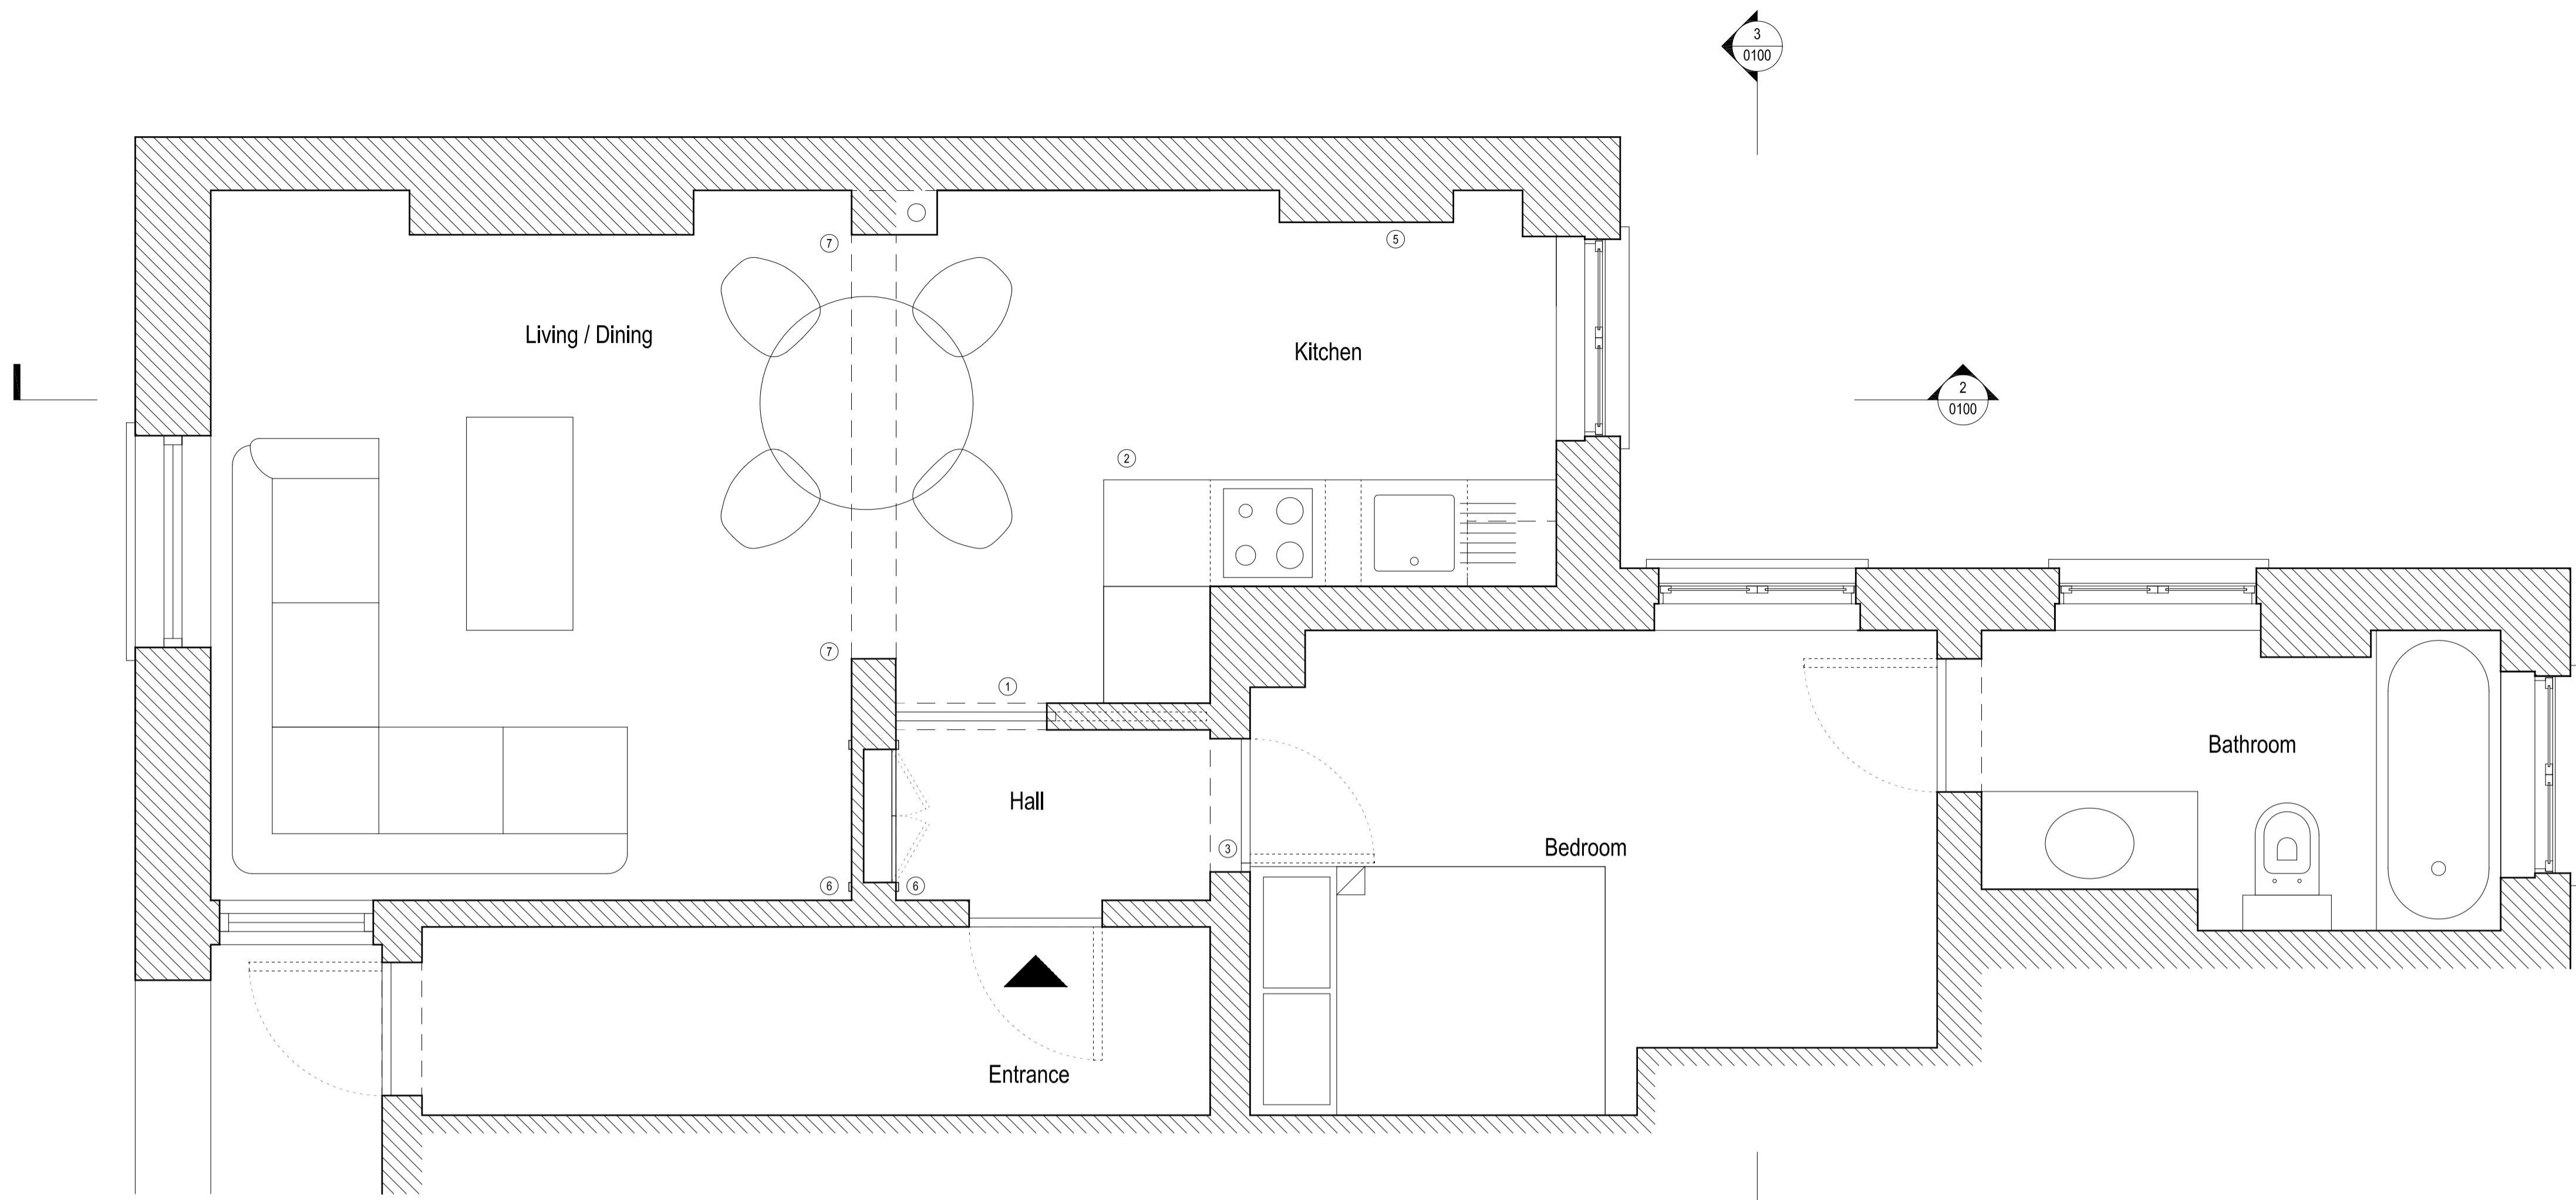 3
0100
7
5
Living / Dining
Kitchen
2
0100
2
7
1
Bathroom
Hall
3
Bedroom
6
6
Entrance